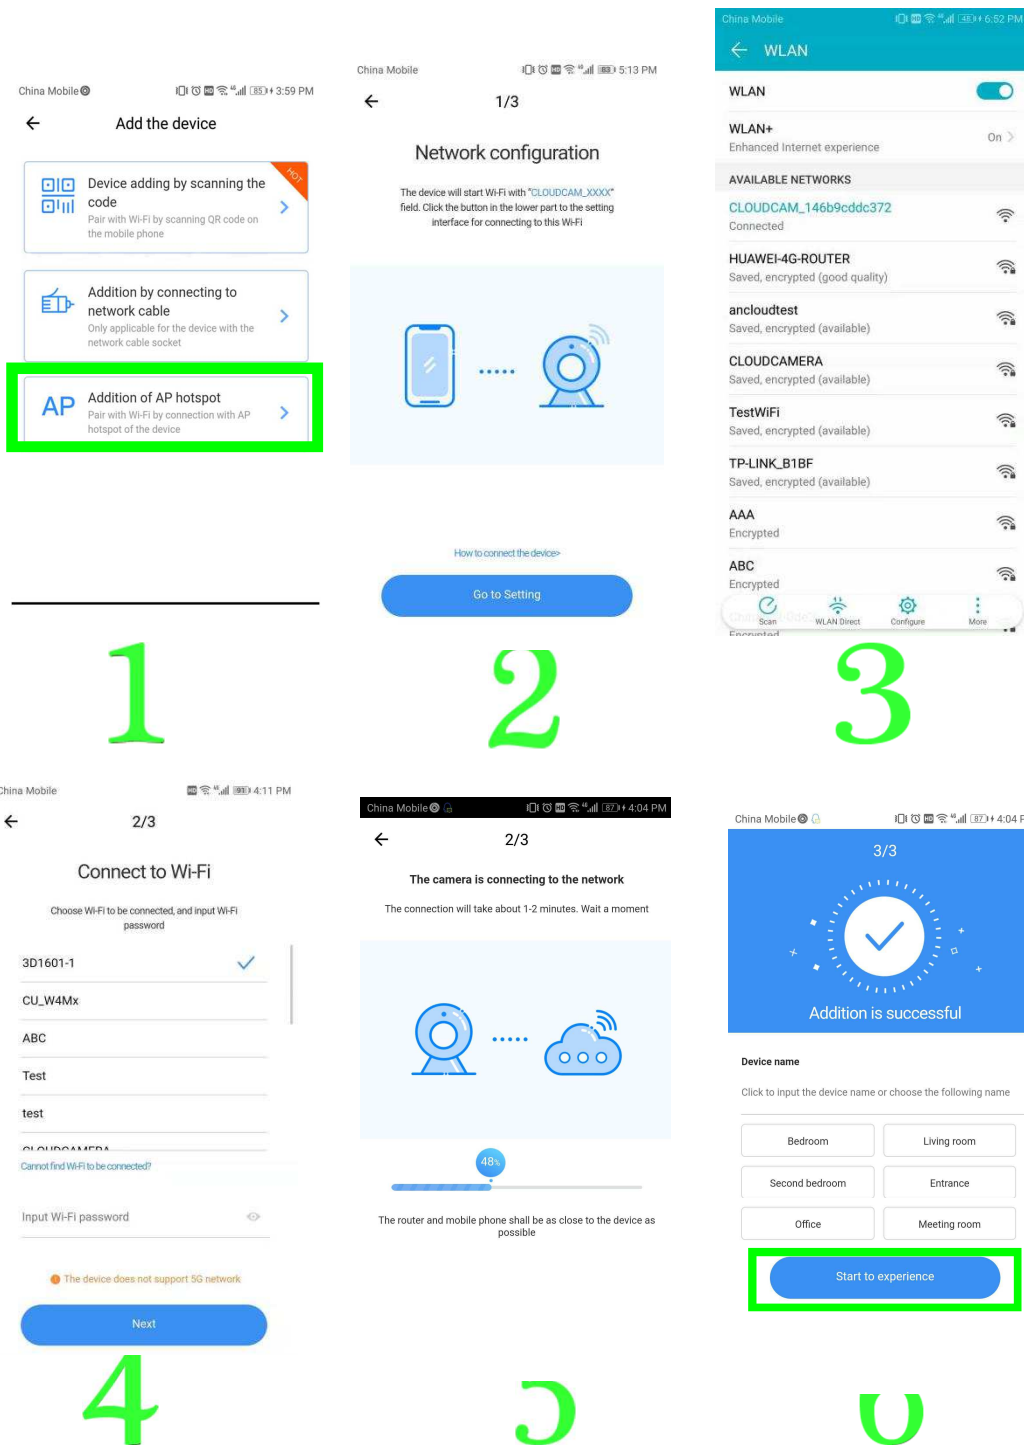 China Mobile 3:59 PM
Add the device
HOT
Device adding by scanning the
code
Pair with Wi-Fi by scanning QR code on
the mobile phone
Addition by connecting to
network cable
Only applicable for the device with the
network cable socket
AP
Addition of AP hotspot
Pair with Wi-Fi by connection with AP
hotspot of the device
1
China Mobile 5:13 PM
1/3
Network configuration
The device will start Wi-Fi with "CLOUDCAM_XXXX"
field. Click the button in the lower part to the setting
interface for connecting to this Wi-Fi
How to connect the device>
Go to Setting
2
China Mobile 6:52 PM
WLAN
WLAN
WLAN+
Enhanced Internet experience
On
AVAILABLE NETWORKS
CLOUDCAM_146b9cddc372
Connected
HUAWEI-4G-ROUTER
Saved, encrypted (good quality)
ancloudtest
Saved, encrypted (available)
CLOUDCAMERA
Saved, encrypted (available)
TestWiFi
Saved, encrypted (available)
TP-LINK_B1BF
Saved, encrypted (available)
AAA
Encrypted
ABC
Encrypted
Scan WLAN Direct Configure More
Encrypted
3
China Mobile 4:11 PM
2/3
Connect to Wi-Fi
Choose Wi-Fi to be connected, and input Wi-Fi
password
3D1601-1
CU_W4Mx
ABC
Test
test
CLOUDCAMERA
Cannot find Wi-Fi to be connected?
Input Wi-Fi password
The device does not support 5G network
Next
4
China Mobile 87 4:04 PM
2/3
The camera is connecting to the network
The connection will take about 1-2 minutes. Wait a moment
48%
The router and mobile phone shall be as close to the device as
possible
5
China Mobile 87 4:04 P
3/3
Addition is successful
Device name
Click to input the device name or choose the following name
Bedroom Living room
Second bedroom Entrance
Office Meeting room
Start to experience
6